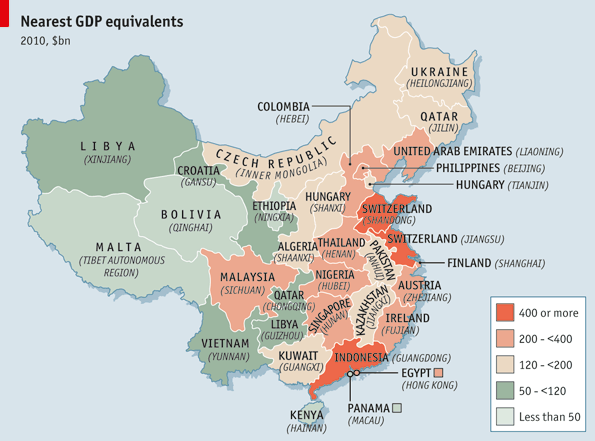 Nearest GDP equivalents
2010, $bn
UKRAINE
(HEILONGJIANG)
COLOMBIA
(HEBEI)
QATAR
(JILIN)
LIBYA
(XINJIANG)
CZECH REPUBLIC
(INNER MONGOLIA)
UNITED ARAB EMIRATES (LIAONING)
PHILIPPINES (BEIJING)
CROATIA
(GANSU)
HUNGARY (TIANJIN)
ETHIOPIA
(NINGXIA)
HUNGARY
(SHANXI)
SWITZERLAND
(SHANDONG)
BOLIVIA
(QINGHAI)
SWITZERLAND (JIANGSU)
MALTA
(TIBET AUTONOMOUS
REGION)
ALGERIA
(SHAANXI)
THAILAND
(HENAN)
PAKISTAN
(ANHUI)
FINLAND (SHANGHAI)
MALAYSIA
(SICHUAN)
NIGERIA
(HUBEI)
AUSTRIA
(ZHEJIANG)
QATAR
(CHONGQING)
SINGAPORE
(HUNAN)
KAZAKHSTAN
(JIANGXI)
IRELAND
(FUJIAN)
LIBYA
(GUIZHOU)
VIETNAM
(YUNNAN)
KUWAIT
(GUANGXI)
INDONESIA (GUANGDONG)
EGYPT
(HONG KONG)
KENYA
(HAINAN)
PANAMA
(MACAU)
400 or more
200 - <400
120 - <200
50 - <120
Less than 50